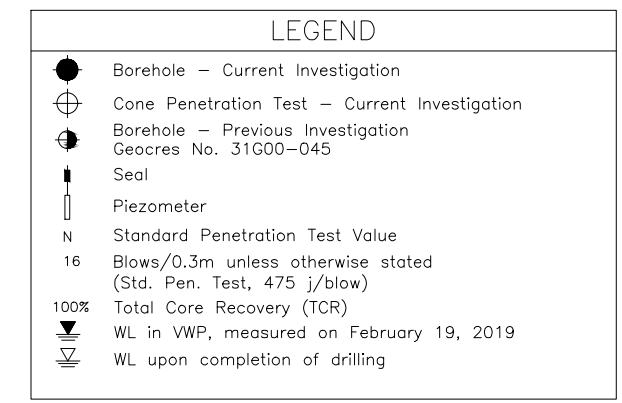 LEGEND
Borehole – Current Investigation
Cone Penetration Test – Current Investigation
Borehole – Previous Investigation
Geocres No. 31G00–045
Seal
Piezometer
N Standard Penetration Test Value
16 Blows/0.3m unless otherwise stated
(Std. Pen. Test, 475 j/blow)
100% Total Core Recovery (TCR)
WL in VWP, measured on February 19, 2019
WL upon completion of drilling